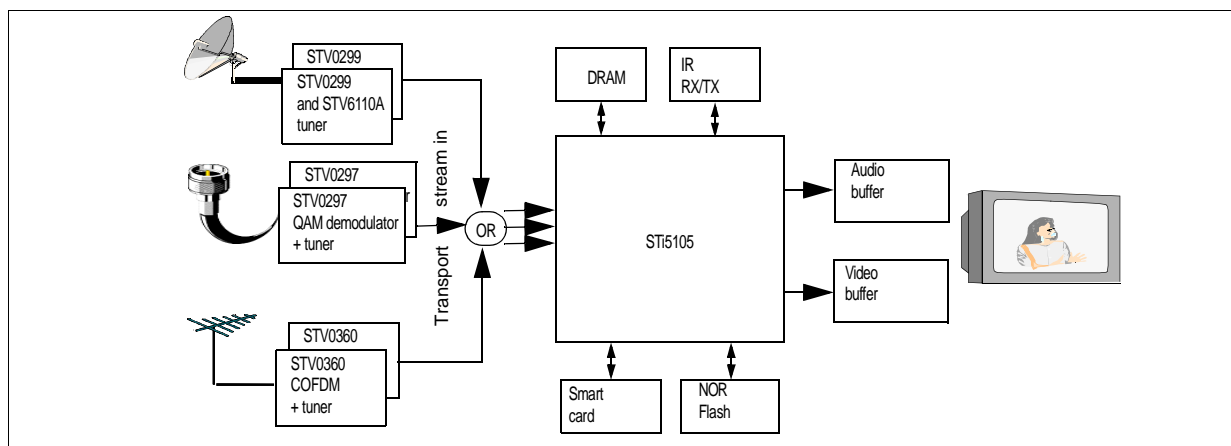 STV0299
STV0299
and STV6110A
tuner
STV0297
STV0297
QAM demodulator
+ tuner
STV0360
STV0360
COFDM
+ tuner
Transport stream in
OR
DRAM
IR
RX/TX
STi5105
Audio
buffer
Video
buffer
Smart
card
NOR
Flash